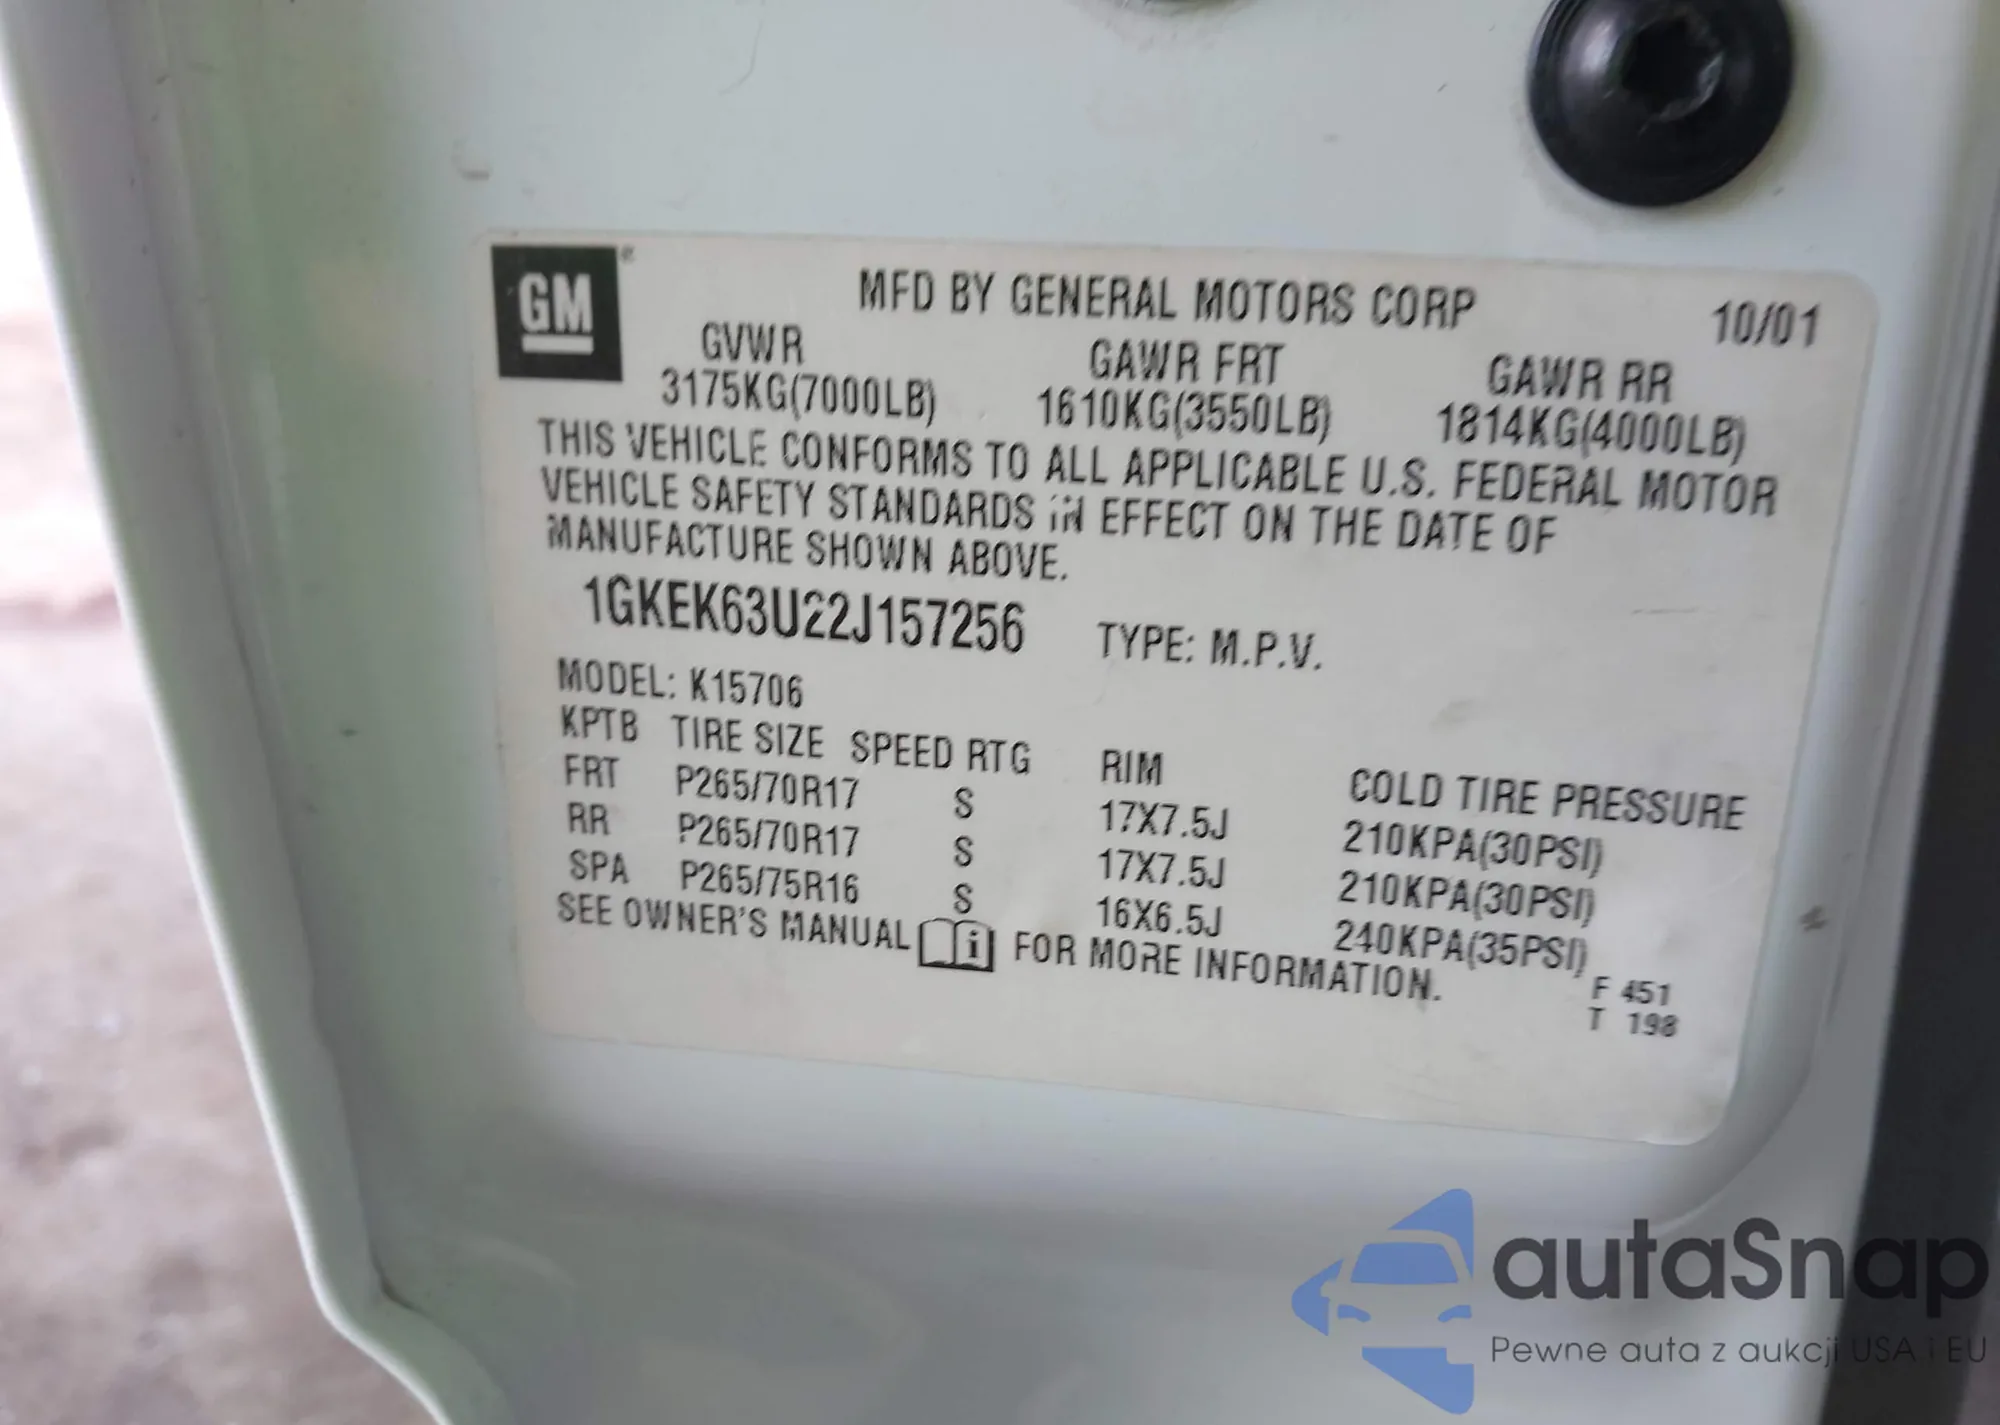 GM
MFD BY GENERAL MOTORS CORP 10/01
GVWR GAWR FRT GAWR RR
3175KG(7000LB) 1610KG(3550LB) 1814KG(4000LB)
THIS VEHICLE CONFORMS TO ALL APPLICABLE U.S. FEDERAL MOTOR
VEHICLE SAFETY STANDARDS IN EFFECT ON THE DATE OF
MANUFACTURE SHOWN ABOVE.
1GKEK63U22J157256 TYPE: M.P.V.
MODEL: K15706
KPTB TIRE SIZE SPEED RTG RIM COLD TIRE PRESSURE
FRT P265/70R17 S 17X7.5J 210KPA(30PSI)
RR P265/70R17 S 17X7.5J 210KPA(30PSI)
SPA P265/75R16 S 16X6.5J 240KPA(35PSI)
SEE OWNER'S MANUAL i FOR MORE INFORMATION.
F 451
T 198
autaSnap
Pewne auta z aukcji USA i EU